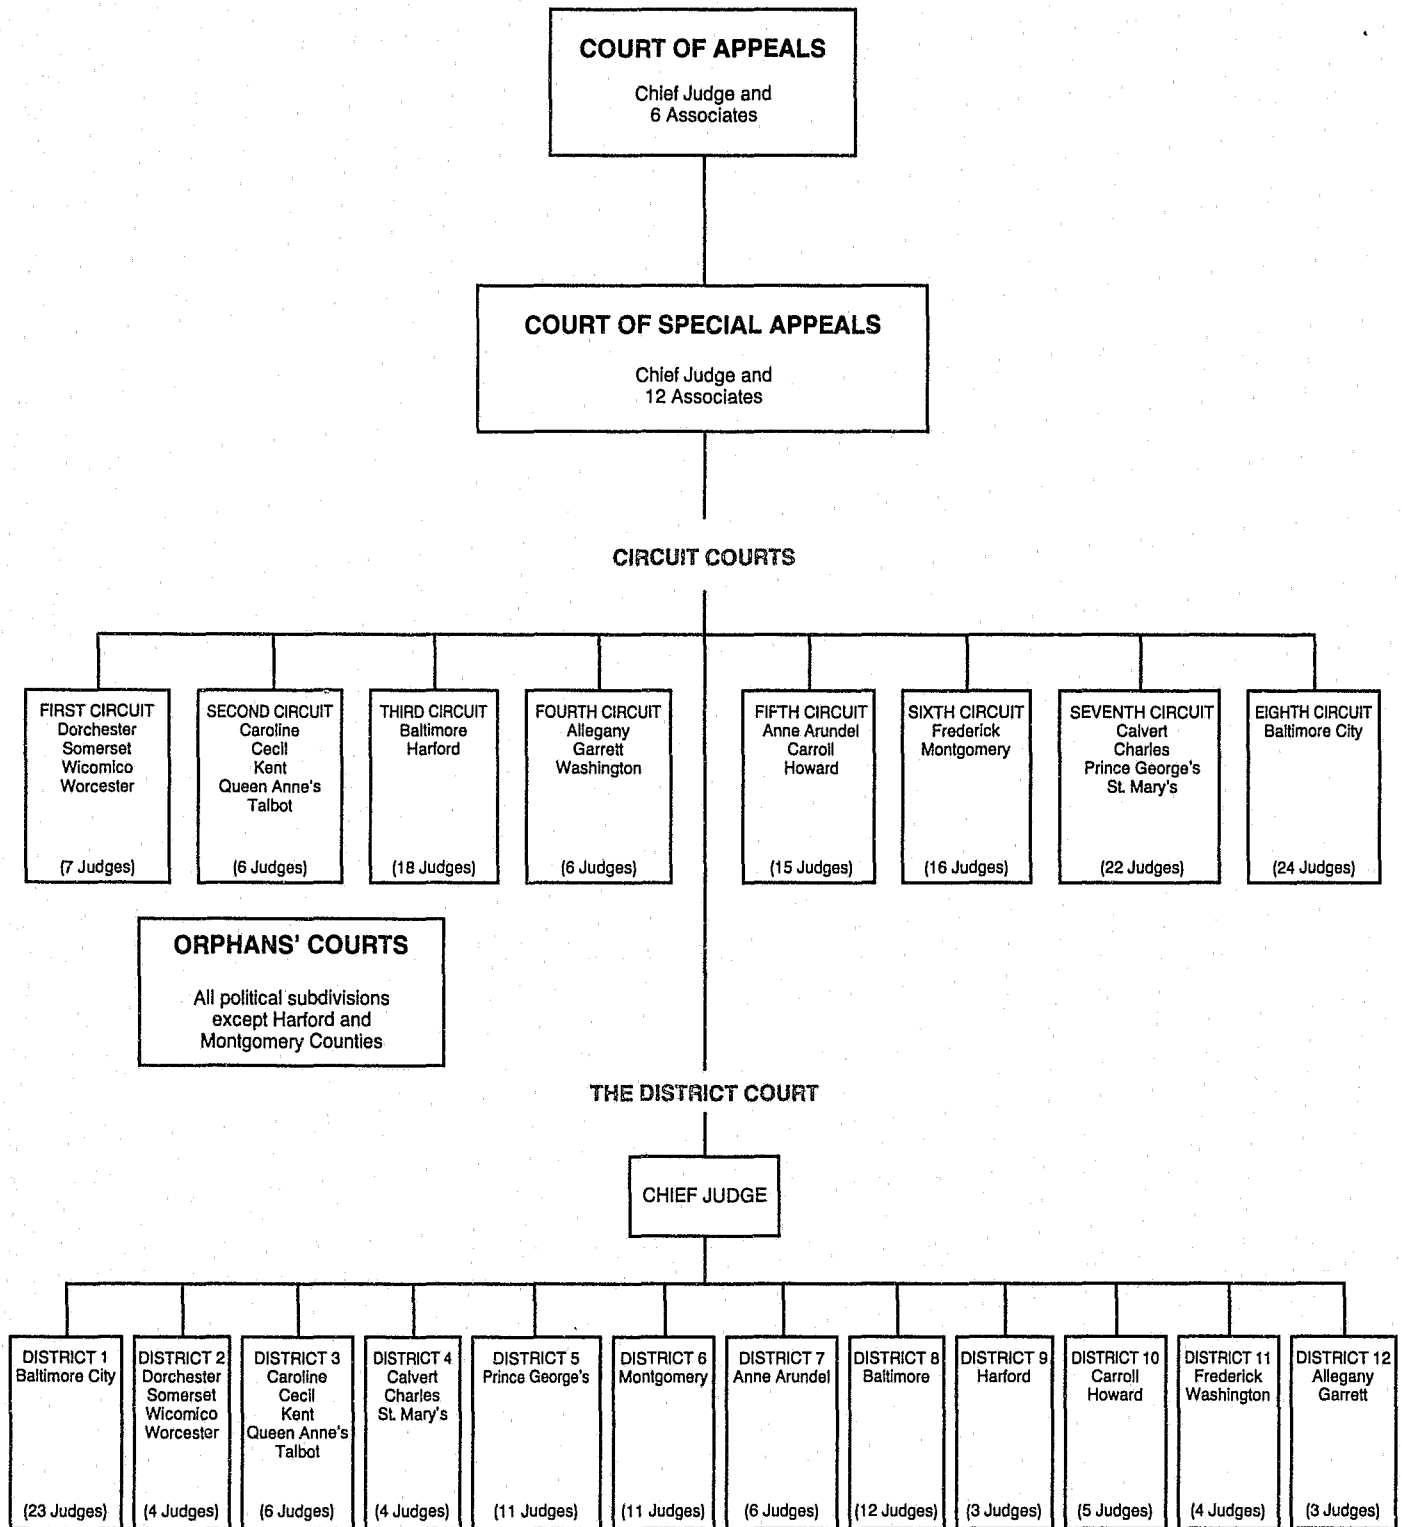 COURT OF APPEALS
Chief Judge and
6 Associates
COURT OF SPECIAL APPEALS
Chief Judge and
12 Associates
CIRCUIT COURTS
FIRST CIRCUIT
Dorchester
Somerset
Wicomico
Worcester
(7 Judges)
SECOND CIRCUIT
Caroline
Cecil
Kent
Queen Anne's
Talbot
(6 Judges)
THIRD CIRCUIT
Baltimore
Harford
(18 Judges)
FOURTH CIRCUIT
Allegany
Garrett
Washington
(6 Judges)
FIFTH CIRCUIT
Anne Arundel
Carroll
Howard
(15 Judges)
SIXTH CIRCUIT
Frederick
Montgomery
(16 Judges)
SEVENTH CIRCUIT
Calvert
Charles
Prince George's
St. Mary's
(22 Judges)
EIGHTH CIRCUIT
Baltimore City
(24 Judges)
ORPHANS' COURTS
All political subdivisions
except Harford and
Montgomery Counties
THE DISTRICT COURT
CHIEF JUDGE
DISTRICT 1
Baltimore City
(23 Judges)
DISTRICT 2
Dorchester
Somerset
Wicomico
Worcester
(4 Judges)
DISTRICT 3
Caroline
Cecil
Kent
Queen Anne's
Talbot
(6 Judges)
DISTRICT 4
Calvert
Charles
St. Mary's
(4 Judges)
DISTRICT 5
Prince George's
(11 Judges)
DISTRICT 6
Montgomery
(11 Judges)
DISTRICT 7
Anne Arundel
(6 Judges)
DISTRICT 8
Baltimore
(12 Judges)
DISTRICT 9
Harford
(3 Judges)
DISTRICT 10
Carroll
Howard
(5 Judges)
DISTRICT 11
Frederick
Washington
(4 Judges)
DISTRICT 12
Allegany
Garrett
(3 Judges)